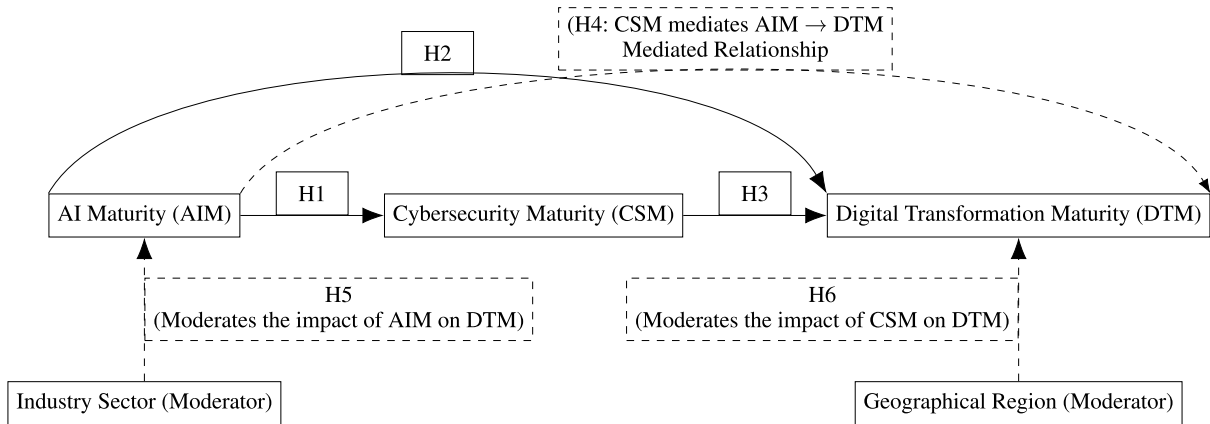 (H4: CSM mediates AIM → DTM
Mediated Relationship
H2
H1
H3
AI Maturity (AIM)
Cybersecurity Maturity (CSM)
Digital Transformation Maturity (DTM)
H5
(Moderates the impact of AIM on DTM)
H6
(Moderates the impact of CSM on DTM)
Industry Sector (Moderator)
Geographical Region (Moderator)